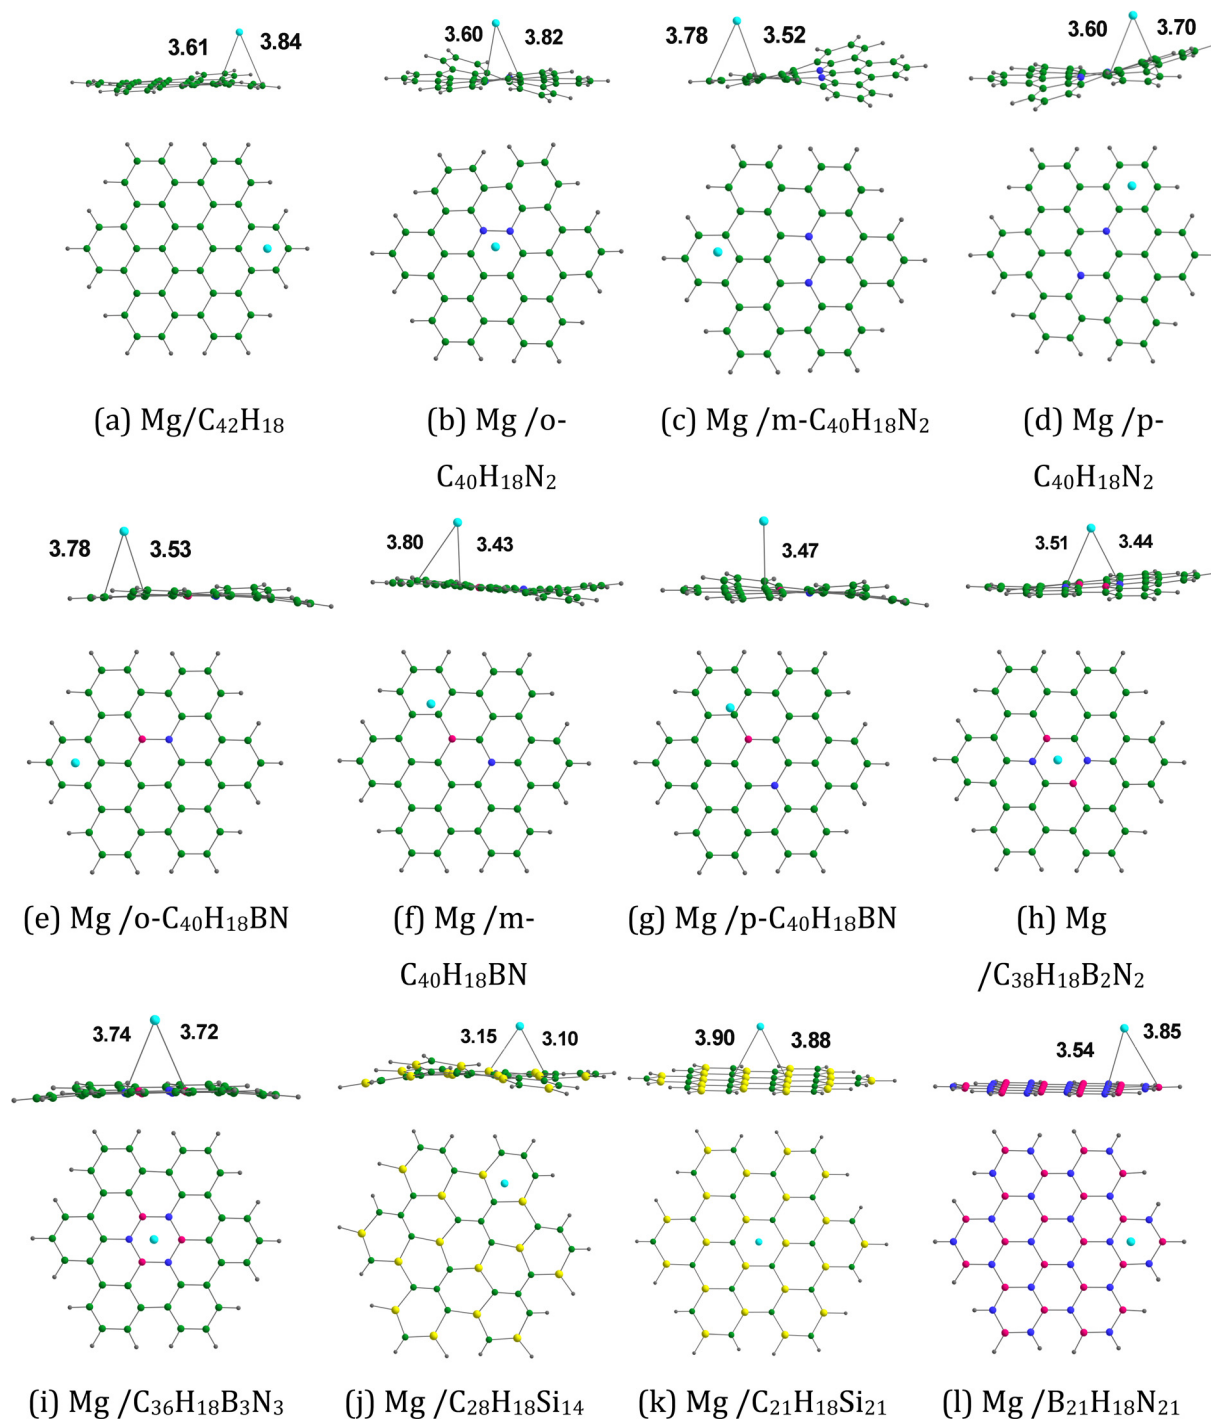 3.61 3.84 3.60 3.82 3.78 3.52 3.60 3.70
(a) Mg/C₄₂H₁₈ (b) Mg /o- (c) Mg /m-C₄₀H₁₈N₂ (d) Mg /p-
C₄₀H₁₈N₂ C₄₀H₁₈N₂
3.78 3.53 3.80 3.43 3.47 3.51 3.44
(e) Mg /o-C₄₀H₁₈BN (f) Mg /m- (g) Mg /p-C₄₀H₁₈BN (h) Mg
C₄₀H₁₈BN /C₃₈H₁₈B₂N₂
3.74 3.72 3.15 3.10 3.90 3.88 3.54 3.85
(i) Mg /C₃₆H₁₈B₃N₃ (j) Mg /C₂₈H₁₈Si₁₄ (k) Mg /C₂₁H₁₈Si₂₁ (l) Mg /B₂₁H₁₈N₂₁